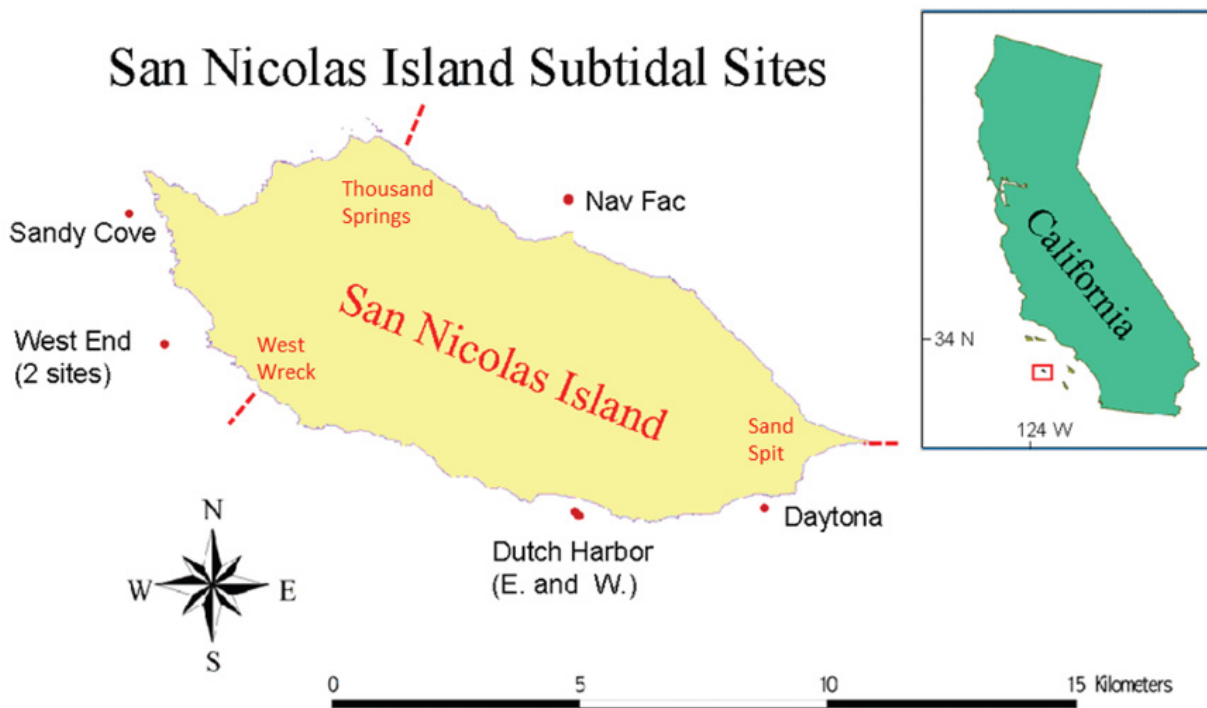 San Nicolas Island Subtidal Sites
Thousand
Springs
Nav Fac
Sandy Cove
San Nicolas Island
West End
(2 sites)
West
Wreck
Sand
Spit
Daytona
Dutch Harbor
(E. and W.)
N
W
E
S
0
5
10
15 Kilometers
California
34 N
124 W